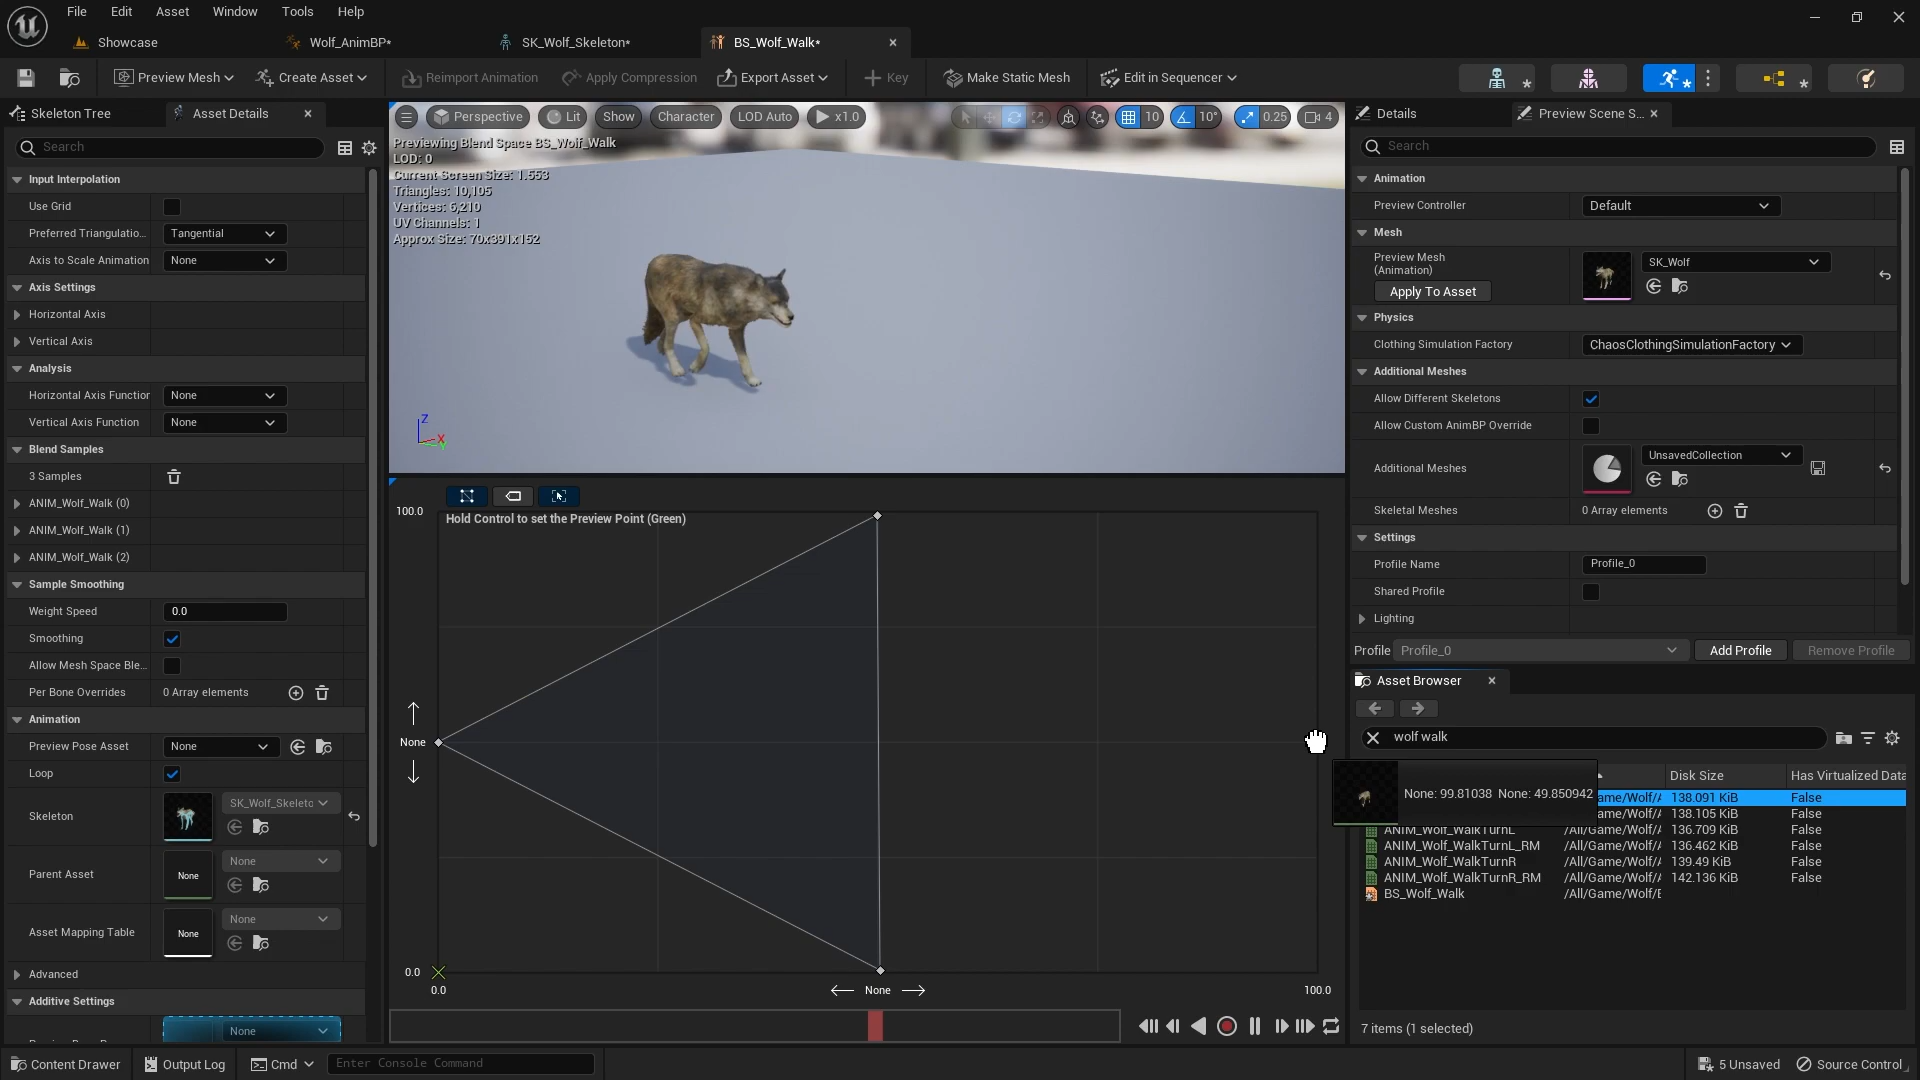 File Edit Asset Window Tools Help
Showcase Wolf_AnimBP* SK_Wolf_Skeleton* BS_Wolf_Walk*
Preview Mesh Create Asset Reimport Animation Apply Compression Export Asset Key Make Static Mesh Edit in Sequencer
Skeleton Tree Asset Details
Search
Input Interpolation
Use Grid
Preferred Triangulatio... Tangential
Axis to Scale Animation None
Axis Settings
Horizontal Axis
Vertical Axis
Analysis
Horizontal Axis Function None
Vertical Axis Function None
Blend Samples
3 Samples
ANIM_Wolf_Walk (0)
ANIM_Wolf_Walk (1)
ANIM_Wolf_Walk (2)
Sample Smoothing
Weight Speed 0.0
Smoothing
Allow Mesh Space Ble...
Per Bone Overrides 0 Array elements
Animation
Preview Pose Asset None
Loop
Skeleton SK_Wolf_Skeletc
Parent Asset None None
Asset Mapping Table None None
Advanced
Additive Settings
None
Perspective Lit Show Character LOD Auto x1.0 10 10° 0.25 4
Previewing Blend Space BS_Wolf_Walk
LOD: 0
Current Screen Size: 1.553
Triangles: 10,105
Vertices: 6,210
UV Channels: 1
Approx Size: 70x391x152
Z
X
100.0
Hold Control to set the Preview Point (Green)
None
0.0
0.0 None 100.0
Details Preview Scene S...
Search
Animation
Preview Controller Default
Mesh
Preview Mesh
(Animation)
SK_Wolf
Apply To Asset
Physics
Clothing Simulation Factory ChaosClothingSimulationFactory
Additional Meshes
Allow Different Skeletons
Allow Custom AnimBP Override
Additional Meshes UnsavedCollection
Skeletal Meshes 0 Array elements
Settings
Profile Name Profile_0
Shared Profile
Lighting
Profile Profile_0 Add Profile Remove Profile
Asset Browser
wolf walk
Disk Size Has Virtualized Data
None: 99.81038 None: 49.850942
ame/Wolf/A 138.091 KiB False
138.105 KiB False
ANIM_Wolf_WalkTurnL /All/Game/Wolf/A 136.709 KiB False
ANIM_Wolf_WalkTurnL_RM /All/Game/Wolf/A 136.462 KiB False
ANIM_Wolf_WalkTurnR /All/Game/Wolf/A 139.49 KiB False
ANIM_Wolf_WalkTurnR_RM /All/Game/Wolf/A 142.136 KiB False
BS_Wolf_Walk /All/Game/Wolf/E
7 items (1 selected)
Content Drawer Output Log Cmd Enter Console Command 5 Unsaved Source Control